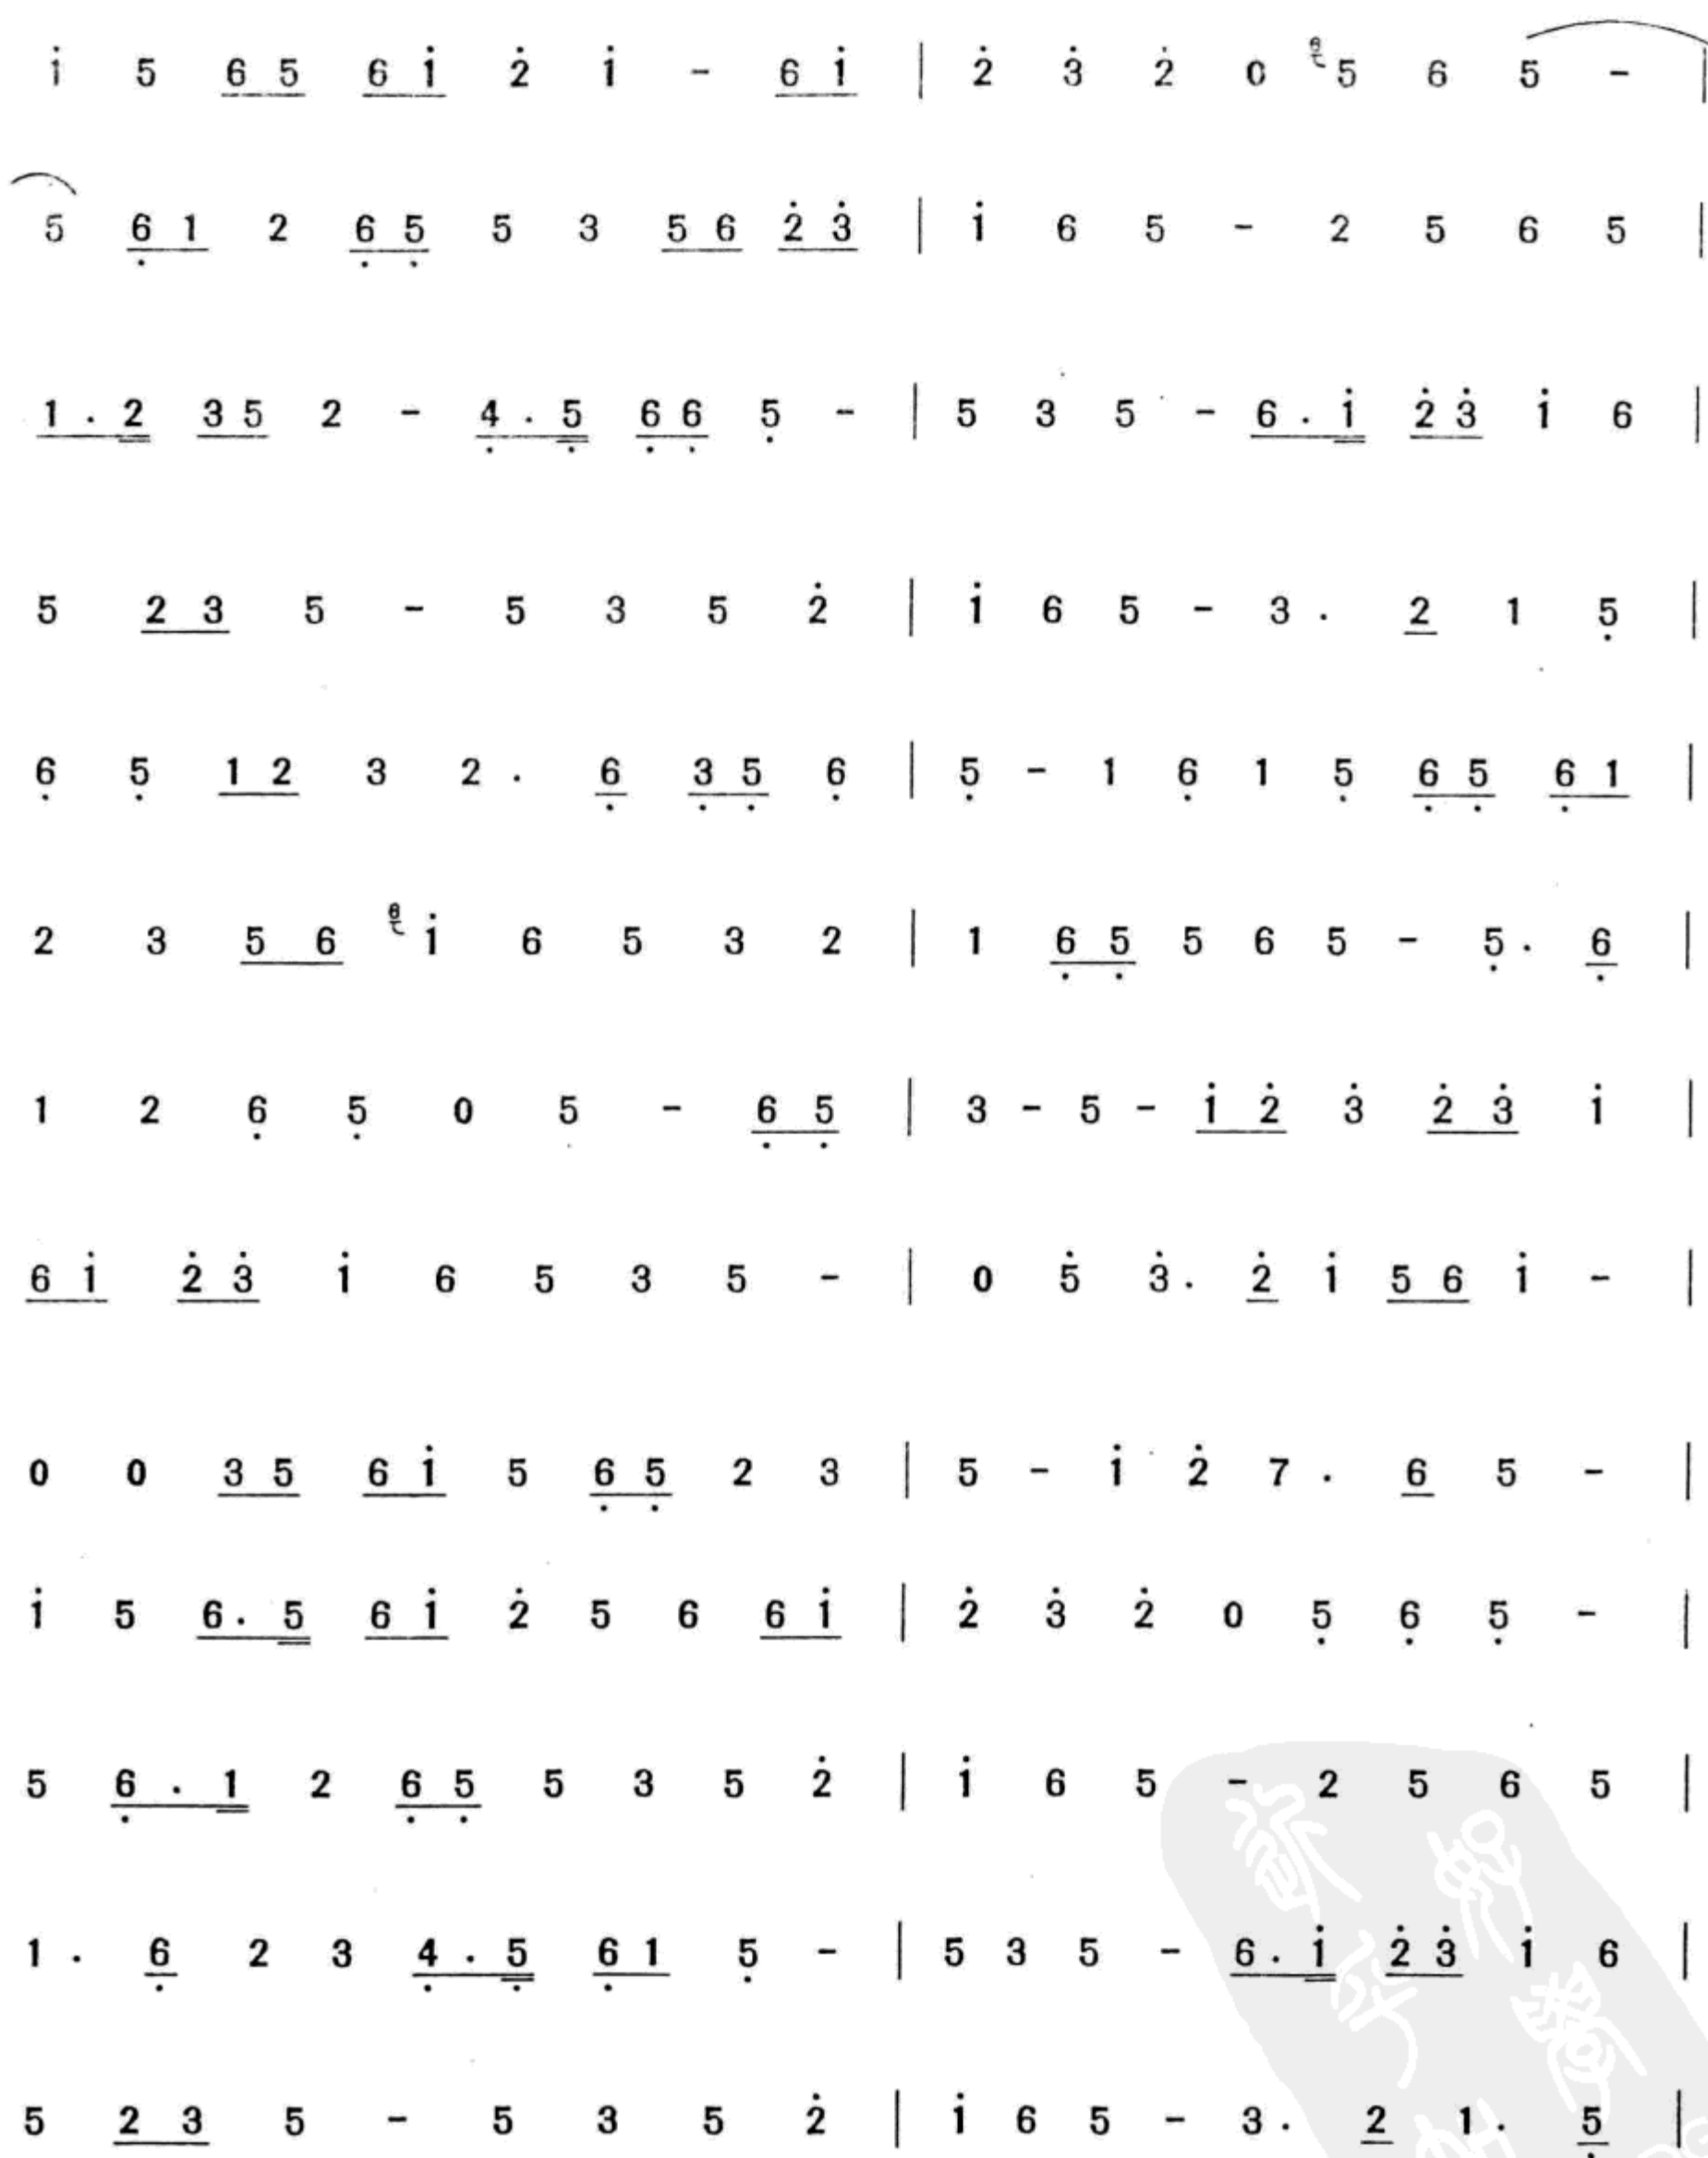 i̇ 5 6̲ 5̲ 6̲ i̲̇ 2̇ i̇ - 6̲ i̲̇ | 2̇ 3̇ 2̇ 0 ⁶5 6 5 - |
5 6̲̣ 1̲ 2 6̲̣ 5̲̣ 5 3 5̲ 6̲ 2̲̇ 3̲̇ | i̇ 6 5 - 2 5 6 5 |
1̲ . 2̳ 3̲ 5̲ 2 - 4̲̣ . 5̳̣ 6̲̣ 6̲̣ 5̣ - | 5 3 5 - 6̲ . i̳̇ 2̲̇ 3̲̇ i̇ 6 |
5 2̲ 3̲ 5 - 5 3 5 2̇ | i̇ 6 5 - 3 . 2̲ 1 5̣ |
6̣ 5̣ 1̲ 2̲ 3 2 . 6̲̣ 3̲̣ 5̲̣ 6̣ | 5̣ - 1 6̣ 1 5̣ 6̲̣ 5̲̣ 6̲̣ 1̲ |
2 3 5̲ 6̲ ⁶i̇ 6 5 3 2 | 1 6̲̣ 5̲̣ 5 6 5 - 5̣ . 6̲̣ |
1 2 6̣ 5̣ 0 5 - 6̲̣ 5̲̣ | 3 - 5 - i̲̇ 2̲̇ 3̇ 2̲̇ 3̲̇ i̇ |
6̲ i̲̇ 2̲̇ 3̲̇ i̇ 6 5 3 5 - | 0 5̇ 3̇ . 2̲̇ i̇ 5̲ 6̲ i̇ - |
0 0 3̲ 5̲ 6̲ i̲̇ 5 6̲̣ 5̲̣ 2 3 | 5 - i̇ 2̇ 7 . 6̲ 5 - |
i̇ 5 6̲ . 5̳ 6̲ i̲̇ 2̇ 5 6 6̲ i̲̇ | 2̇ 3̇ 2̇ 0 5̣ 6̣ 5̣ - |
5 6̲̣ . 1̳ 2 6̲̣ 5̲̣ 5 3 5 2̇ | i̇ 6 5 - 2 5 6 5 |
1 . 6̲̣ 2 3 4̲̣ . 5̳̣ 6̲̣ 1̲ 5̣ - | 5 3 5 - 6̲ . i̳̇ 2̲̇ 3̲̇ i̇ 6 |
5 2̲ 3̲ 5 - 5 3 5 2̇ | i̇ 6 5 - 3 . 2̲ 1 . 5̲̣ |